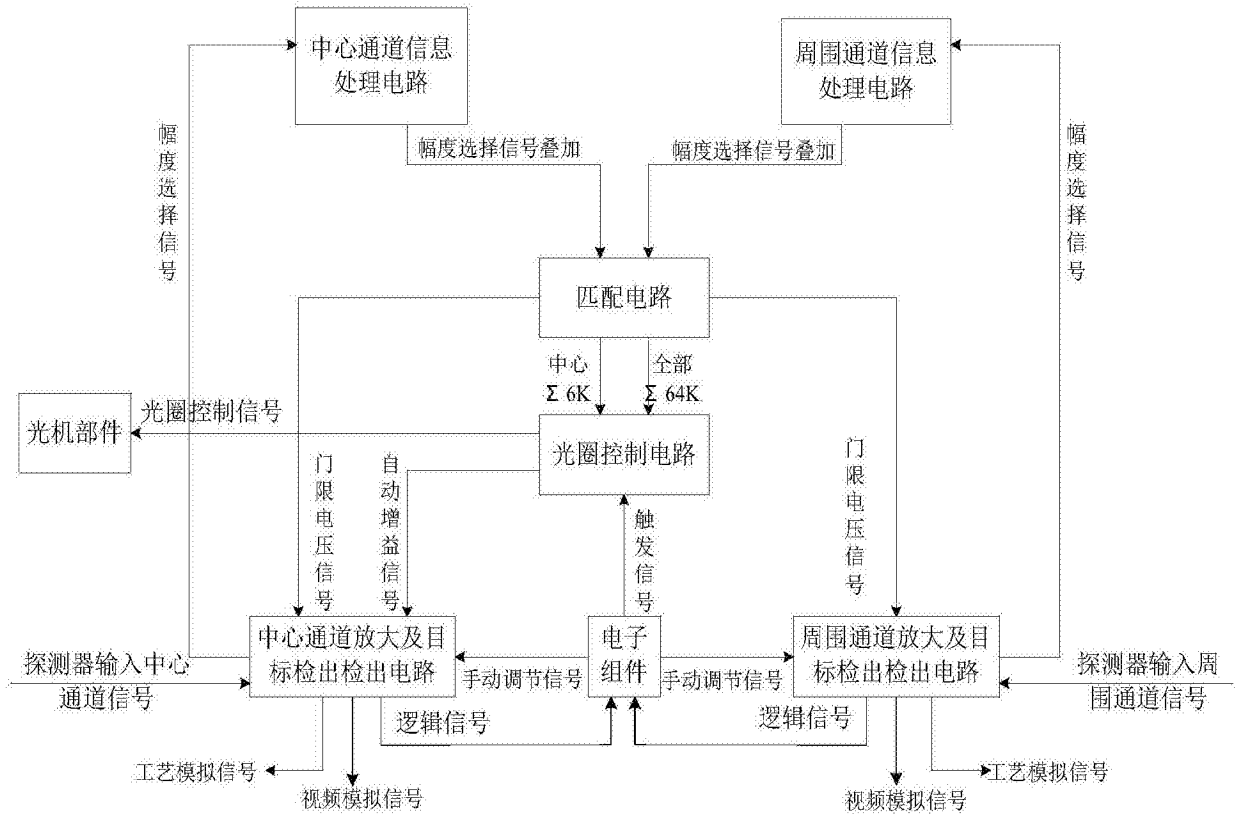 中心通道信息
处理电路
周围通道信息
处理电路
幅度选择信号
幅度选择信号叠加
幅度选择信号叠加
幅度选择信号
匹配电路
中心
Σ 6K
全部
Σ 64K
光机部件
光圈控制信号
光圈控制电路
门限电压信号
自动增益信号
触发信号
门限电压信号
探测器输入中心
通道信号
中心通道放大及目
标检出检出电路
手动调节信号
电子
组件
手动调节信号
周围通道放大及目
标检出检出电路
探测器输入周
围通道信号
逻辑信号
逻辑信号
工艺模拟信号
视频模拟信号
视频模拟信号
工艺模拟信号